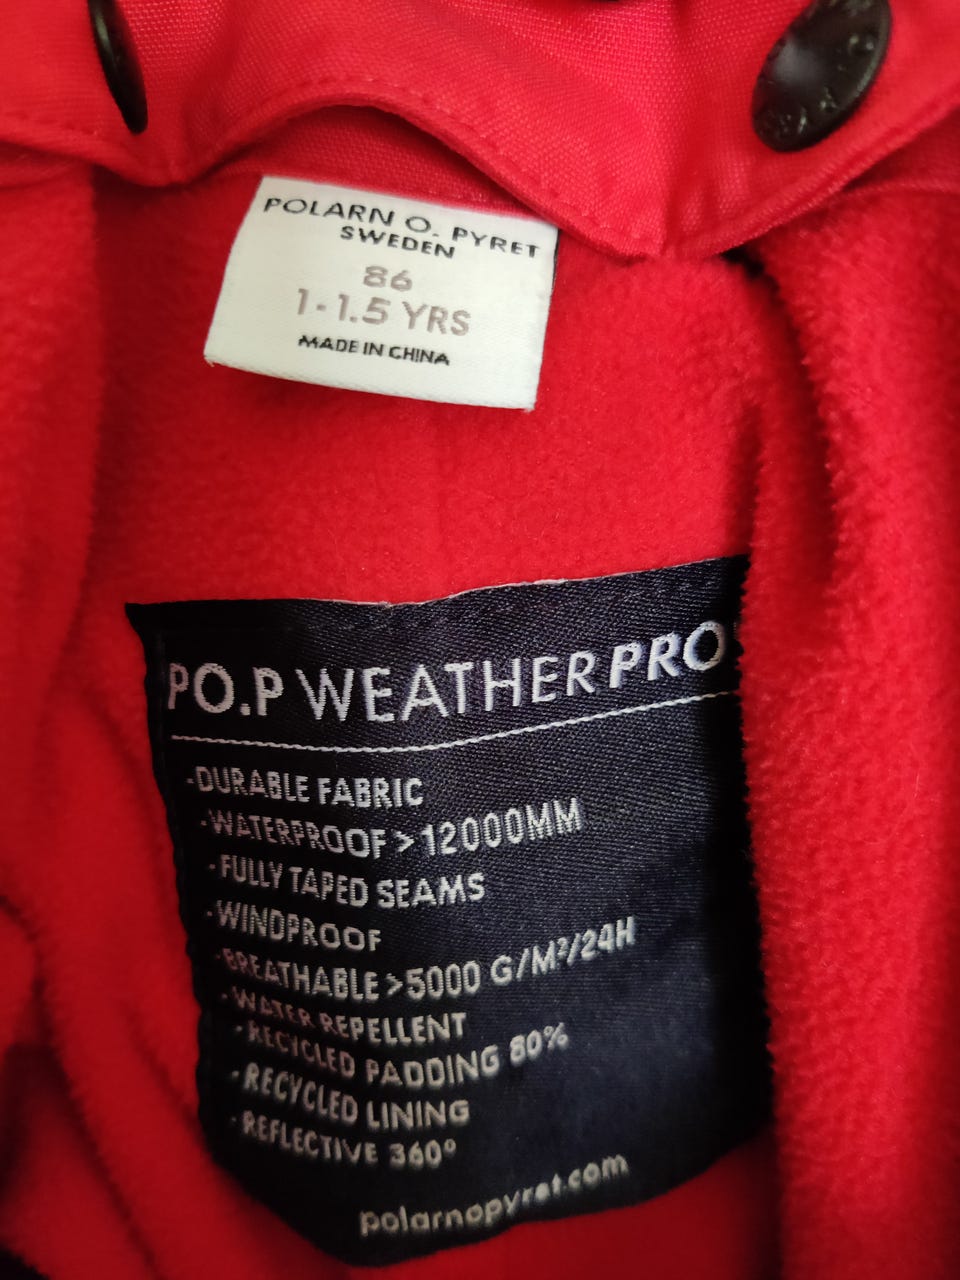 POLARN O. PYRET
SWEDEN
86
1-1.5 YRS
MADE IN CHINA
PO.P WEATHERPRO
-DURABLE FABRIC
-WATERPROOF >12000MM
-FULLY TAPED SEAMS
-WINDPROOF
-BREATHABLE >5000 G/M²/24H
-WATER REPELLENT
-RECYCLED PADDING 80%
-RECYCLED LINING
-REFLECTIVE 360°
polarnopyret.com